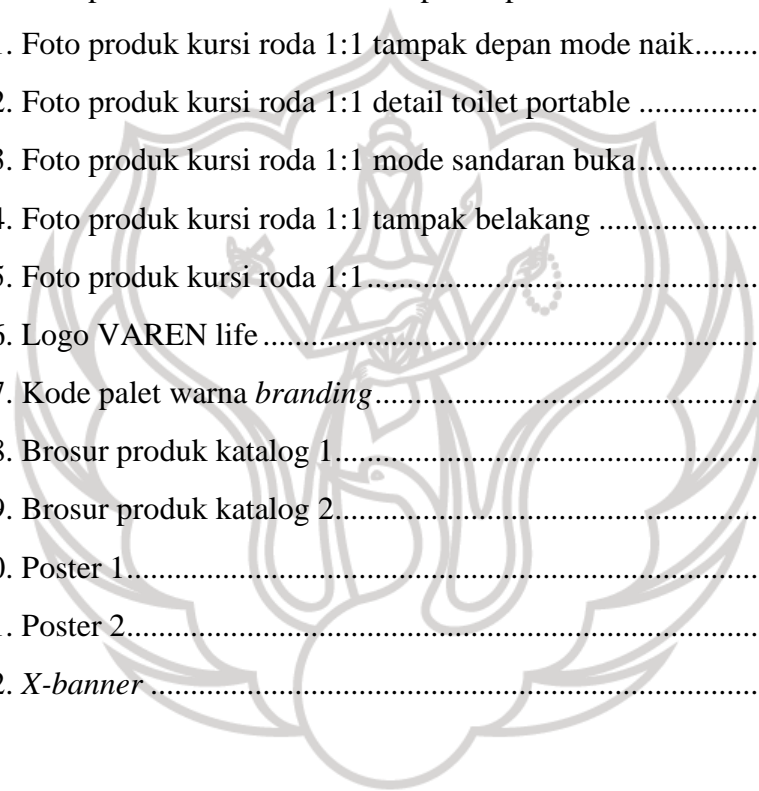 1. Foto produk kursi roda 1:1 tampak depan mode naik........
2. Foto produk kursi roda 1:1 detail toilet portable ...............
3. Foto produk kursi roda 1:1 mode sandaran buka...............
4. Foto produk kursi roda 1:1 tampak belakang ....................
5. Foto produk kursi roda 1:1.................................................
6. Logo VAREN life ..............................................................
7. Kode palet warna branding................................................
8. Brosur produk katalog 1.....................................................
9. Brosur produk katalog 2.....................................................
0. Poster 1................................................................................
1. Poster 2................................................................................
2. X-banner .............................................................................